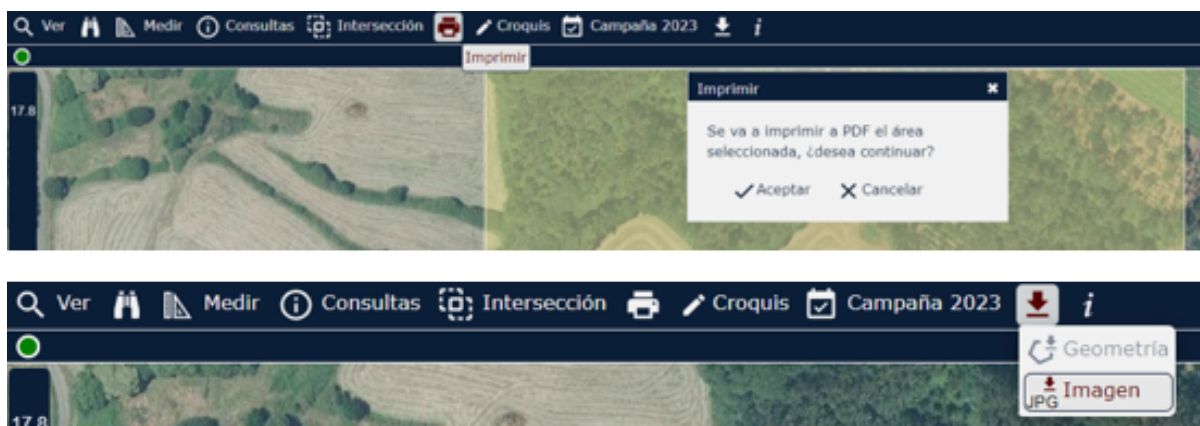 Ver Medir Consultas Intersección Croquis Campaña 2023 i
Imprimir
Imprimir
17.8
Se va a imprimir a PDF el área
seleccionada, ¿desea continuar?
Aceptar Cancelar
Ver Medir Consultas Intersección Croquis Campaña 2023 i
Geometría
JPG Imagen
17.8